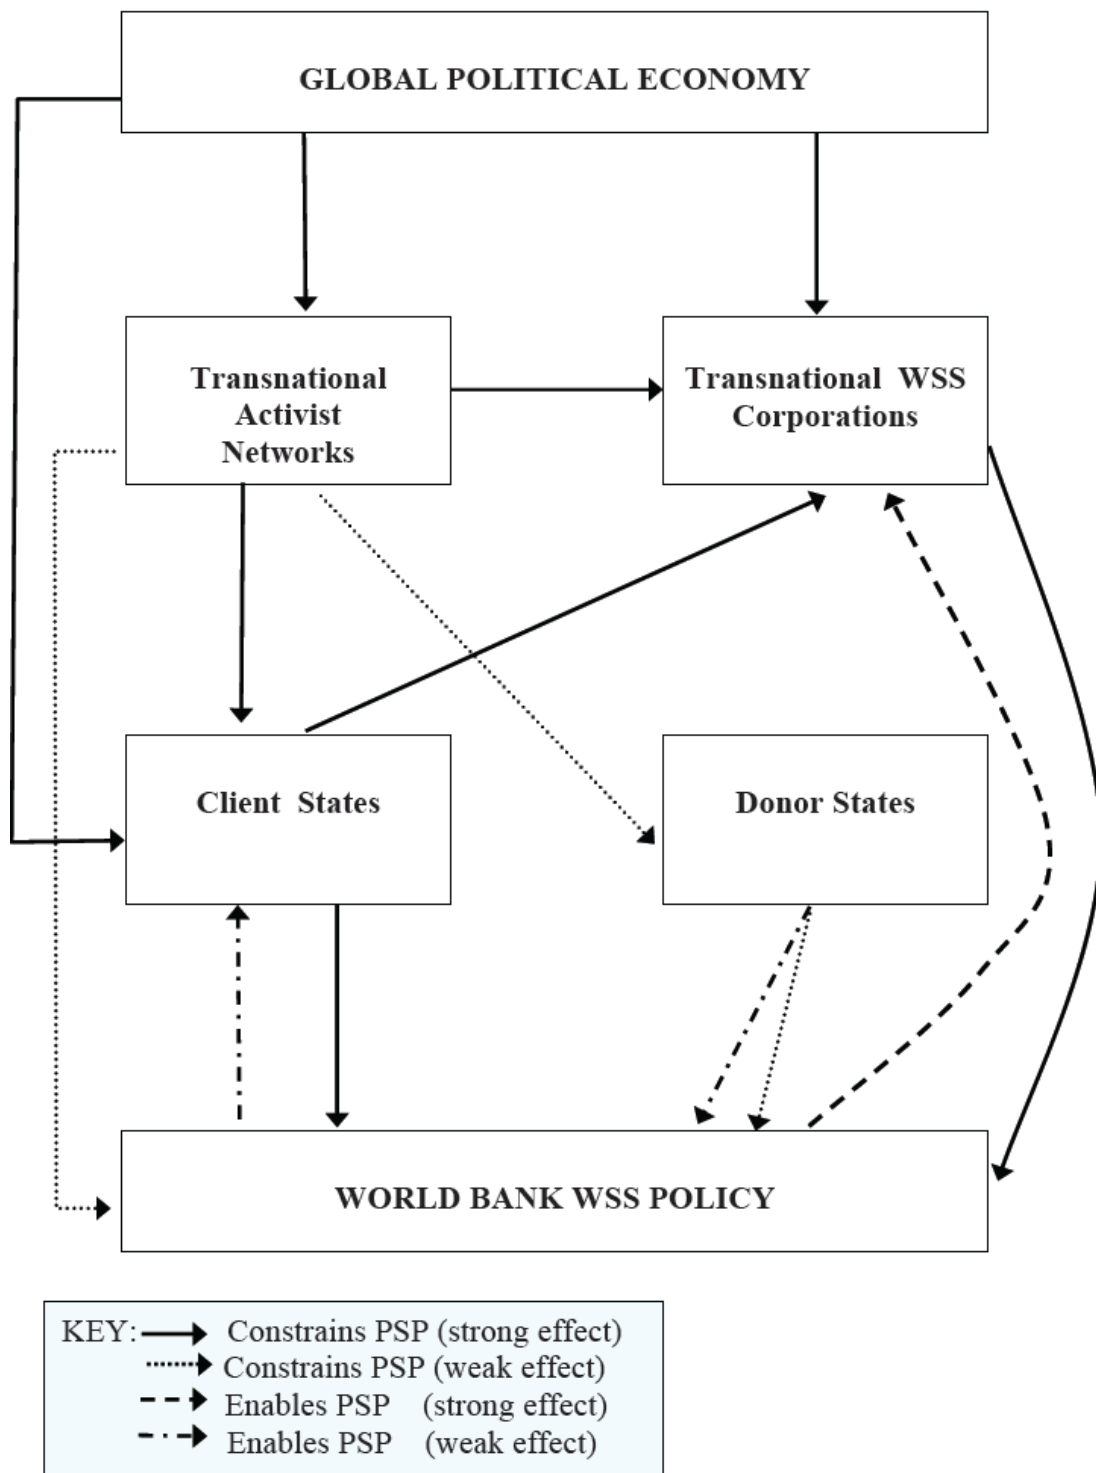 GLOBAL POLITICAL ECONOMY
Transnational
Activist
Networks
Transnational WSS
Corporations
Client States
Donor States
WORLD BANK WSS POLICY
KEY: Constrains PSP (strong effect)
Constrains PSP (weak effect)
Enables PSP (strong effect)
Enables PSP (weak effect)